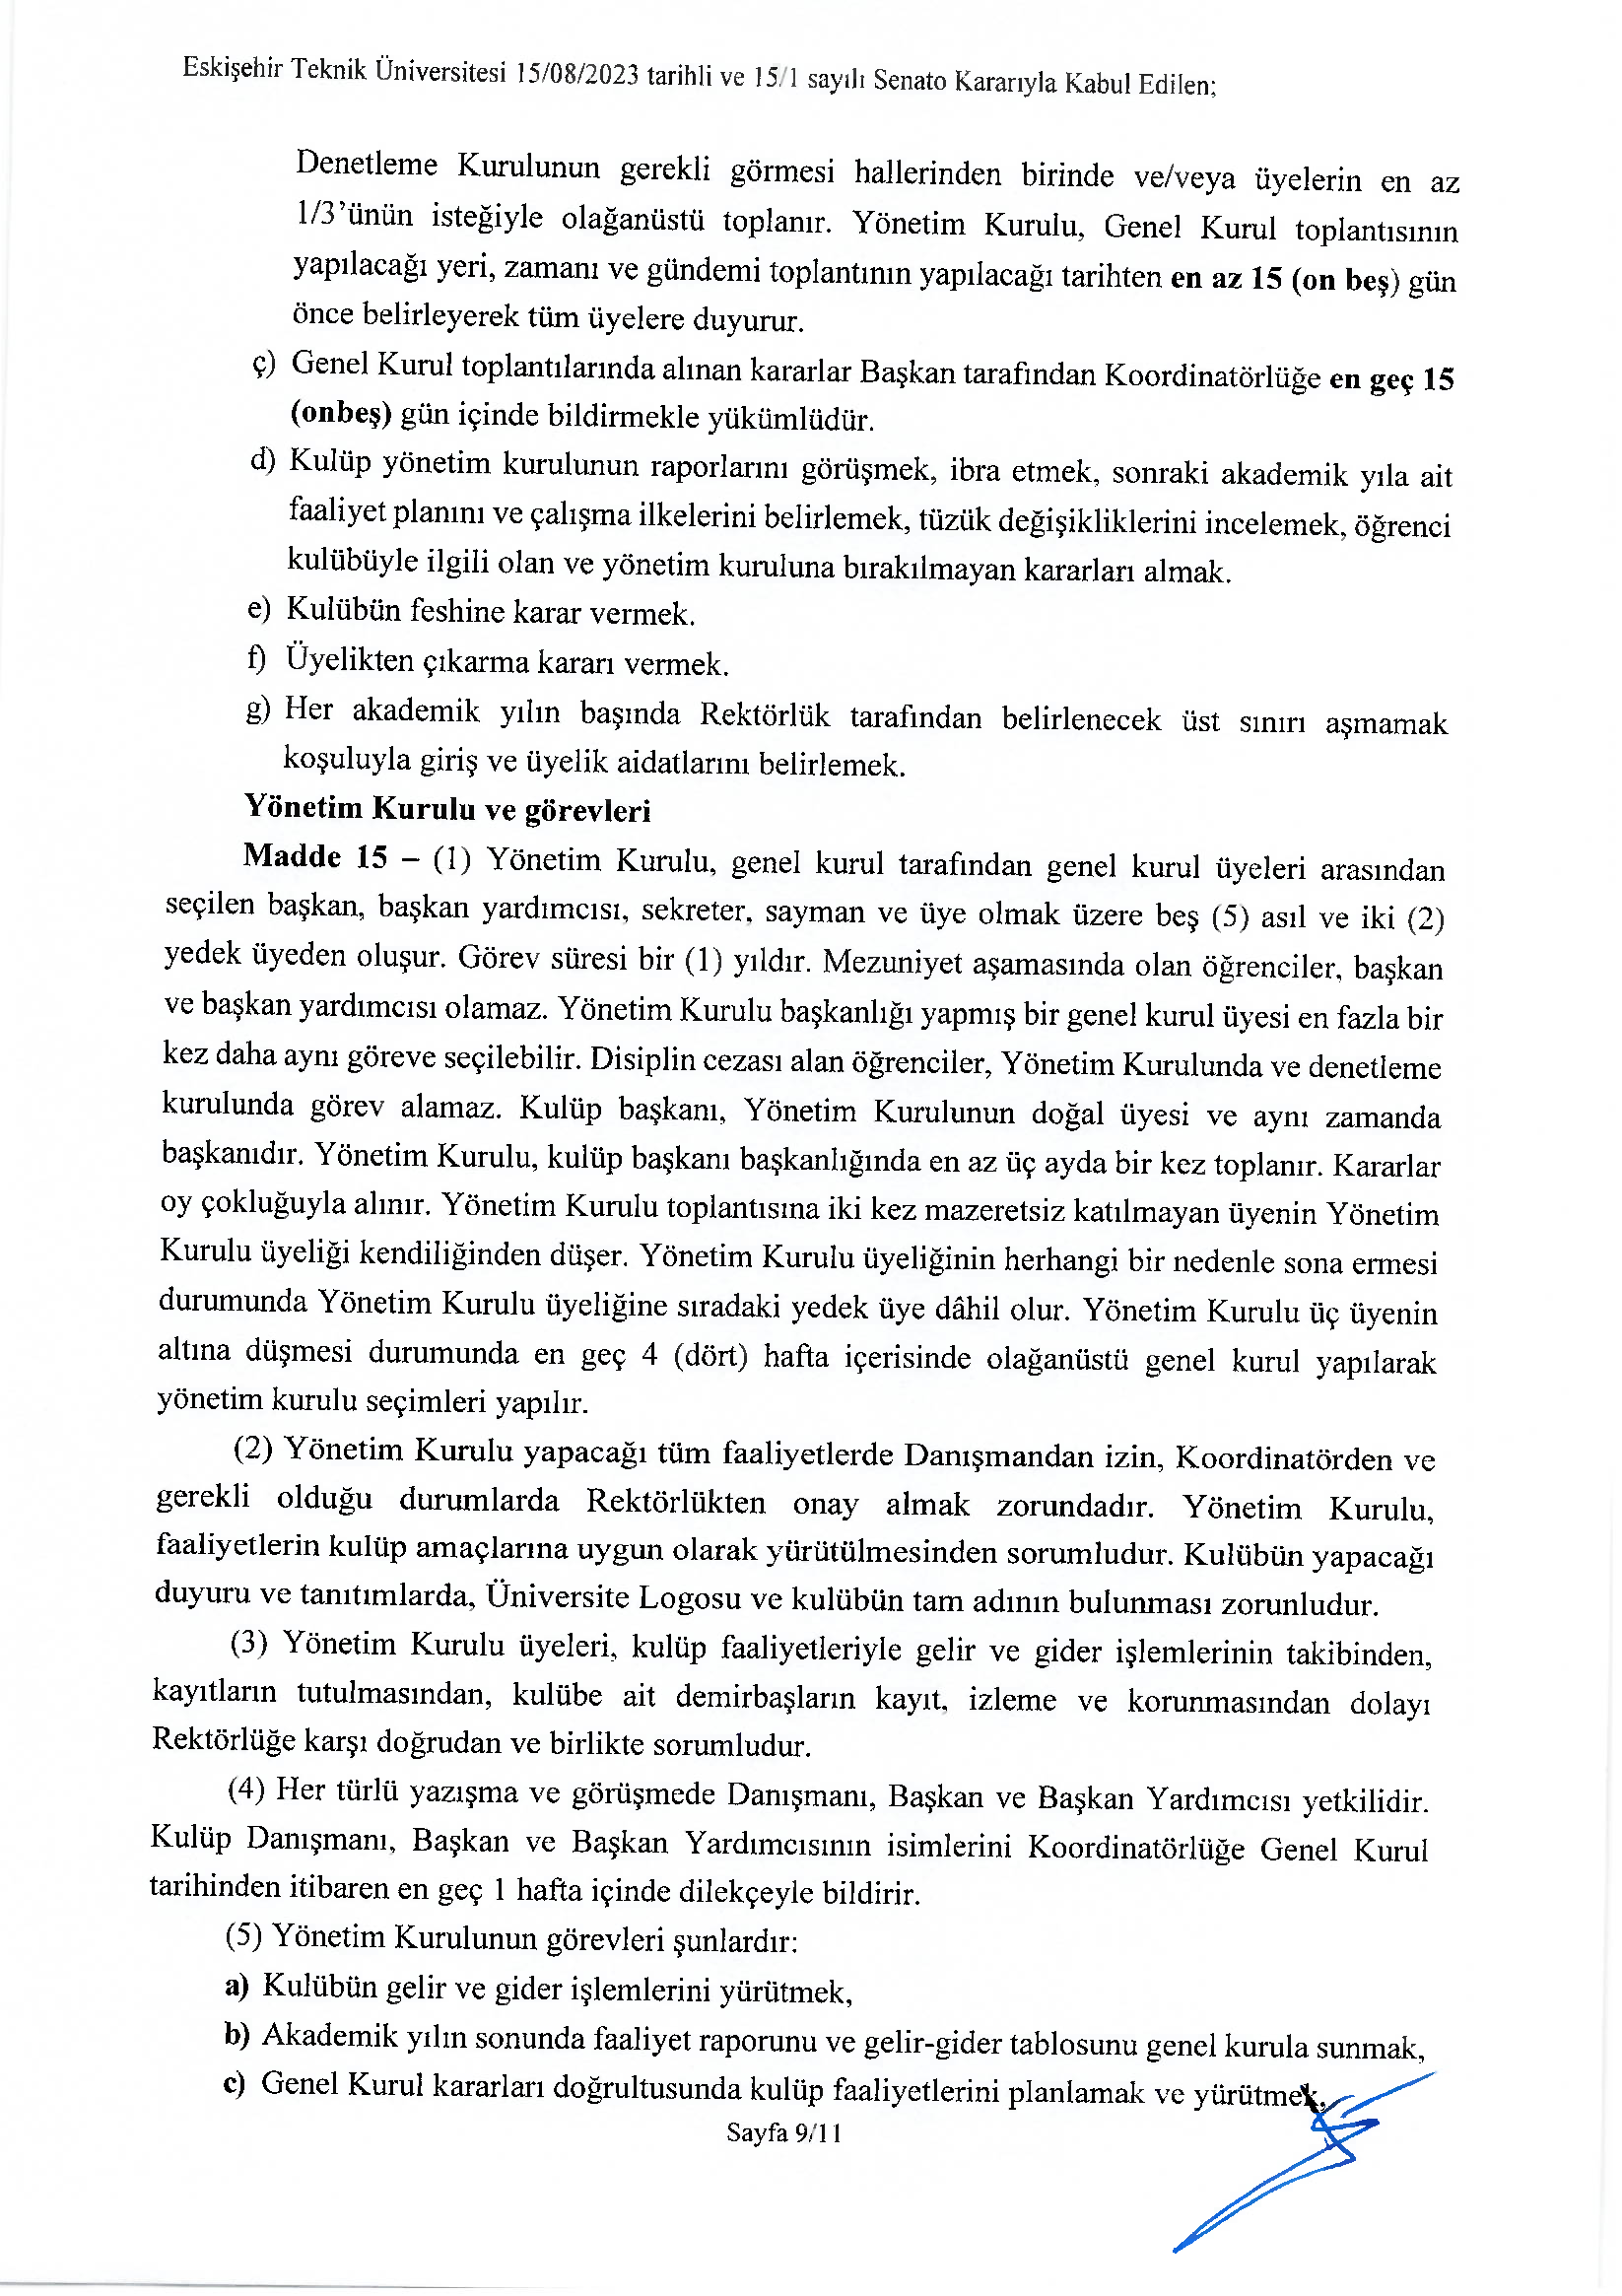 Eskişehir Teknik Üniversitesi 15/08/2023 tarihli ve 15/1 sayılı Senato Kararıyla Kabul Edilen;
Denetleme Kurulunun gerekli görmesi hallerinden birinde ve/veya üyelerin en az
1/3’ünün isteğiyle olağanüstü toplanır. Yönetim Kurulu, Genel Kurul toplantısının
yapılacağı yeri, zamanı ve gündemi toplantının yapılacağı tarihten en az 15 (on beş) gün
önce belirleyerek tüm üyelere duyurur.
ç) Genel Kurul toplantılarında alınan kararlar Başkan tarafından Koordinatörlüğe en geç 15
(onbeş) gün içinde bildirmekle yükümlüdür.
d) Kulüp yönetim kurulunun raporlarını görüşmek, ibra etmek, sonraki akademik yıla ait
faaliyet planını ve çalışma ilkelerini belirlemek, tüzük değişikliklerini incelemek, öğrenci
kulübüyle ilgili olan ve yönetim kuruluna bırakılmayan kararları almak.
e) Kulübün feshine karar vermek.
f) Üyelikten çıkarma kararı vermek.
g) Her akademik yılın başında Rektörlük tarafından belirlenecek üst sınırı aşmamak
koşuluyla giriş ve üyelik aidatlarını belirlemek.
Yönetim Kurulu ve görevleri
Madde 15 – (1) Yönetim Kurulu, genel kurul tarafından genel kurul üyeleri arasından
seçilen başkan, başkan yardımcısı, sekreter, sayman ve üye olmak üzere beş (5) asıl ve iki (2)
yedek üyeden oluşur. Görev süresi bir (1) yıldır. Mezuniyet aşamasında olan öğrenciler, başkan
ve başkan yardımcısı olamaz. Yönetim Kurulu başkanlığı yapmış bir genel kurul üyesi en fazla bir
kez daha aynı göreve seçilebilir. Disiplin cezası alan öğrenciler, Yönetim Kurulunda ve denetleme
kurulunda görev alamaz. Kulüp başkanı, Yönetim Kurulunun doğal üyesi ve aynı zamanda
başkanıdır. Yönetim Kurulu, kulüp başkanı başkanlığında en az üç ayda bir kez toplanır. Kararlar
oy çokluğuyla alınır. Yönetim Kurulu toplantısına iki kez mazeretsiz katılmayan üyenin Yönetim
Kurulu üyeliği kendiliğinden düşer. Yönetim Kurulu üyeliğinin herhangi bir nedenle sona ermesi
durumunda Yönetim Kurulu üyeliğine sıradaki yedek üye dâhil olur. Yönetim Kurulu üç üyenin
altına düşmesi durumunda en geç 4 (dört) hafta içerisinde olağanüstü genel kurul yapılarak
yönetim kurulu seçimleri yapılır.
(2) Yönetim Kurulu yapacağı tüm faaliyetlerde Danışmandan izin, Koordinatörden ve
gerekli olduğu durumlarda Rektörlükten onay almak zorundadır. Yönetim Kurulu,
faaliyetlerin kulüp amaçlarına uygun olarak yürütülmesinden sorumludur. Kulübün yapacağı
duyuru ve tanıtımlarda, Üniversite Logosu ve kulübün tam adının bulunması zorunludur.
(3) Yönetim Kurulu üyeleri, kulüp faaliyetleriyle gelir ve gider işlemlerinin takibinden,
kayıtların tutulmasından, kulübe ait demirbaşların kayıt, izleme ve korunmasından dolayı
Rektörlüğe karşı doğrudan ve birlikte sorumludur.
(4) Her türlü yazışma ve görüşmede Danışmanı, Başkan ve Başkan Yardımcısı yetkilidir.
Kulüp Danışmanı, Başkan ve Başkan Yardımcısının isimlerini Koordinatörlüğe Genel Kurul
tarihinden itibaren en geç 1 hafta içinde dilekçeyle bildirir.
(5) Yönetim Kurulunun görevleri şunlardır:
a) Kulübün gelir ve gider işlemlerini yürütmek,
b) Akademik yılın sonunda faaliyet raporunu ve gelir-gider tablosunu genel kurula sunmak,
c) Genel Kurul kararları doğrultusunda kulüp faaliyetlerini planlamak ve yürütmek,
Sayfa 9/11